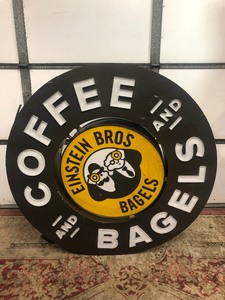 COFFEE
AND
BAGELS
AND
EINSTEIN BROS
BAGELS